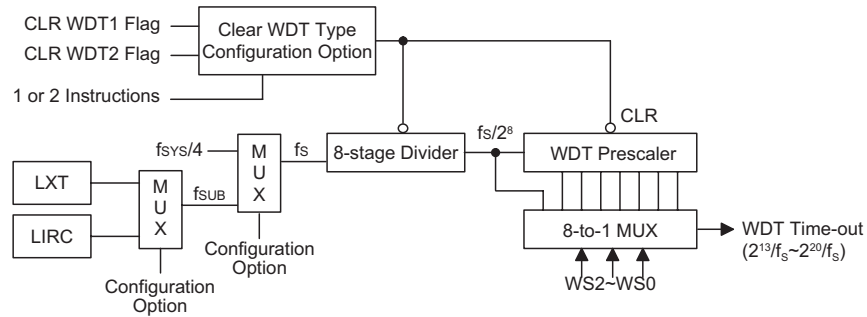 CLR WDT1 Flag
CLR WDT2 Flag
1 or 2 Instructions
Clear WDT Type
Configuration Option
CLR
fSYS/4
M
U
X
fS
8-stage Divider
fS/2⁸
WDT Prescaler
LXT
LIRC
M
U
X
fSUB
Configuration
Option
Configuration
Option
8-to-1 MUX
WDT Time-out
(2¹³/fS~2²⁰/fS)
WS2~WS0